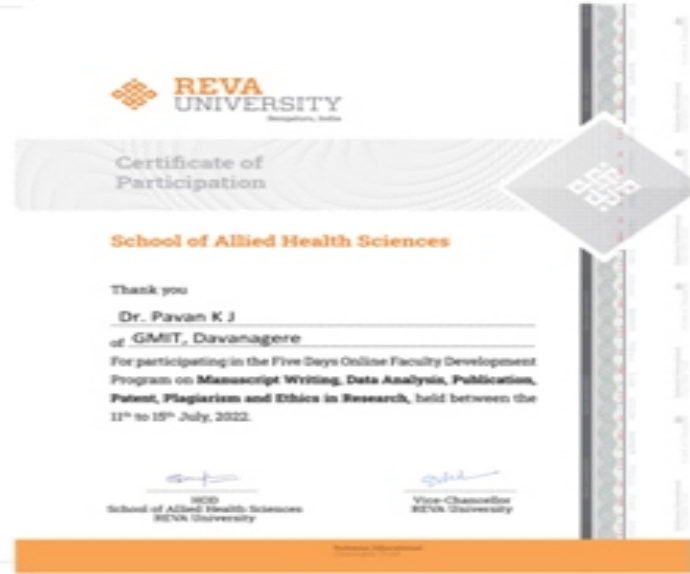 REVA
UNIVERSITY
Bengaluru, India
Certificate of
Participation
School of Allied Health Sciences
Thank you
Dr. Pavan K J
of GMIT, Davanagere
For participating in the Five Days Online Faculty Development
Program on Manuscript Writing, Data Analysis, Publication,
Patent, Plagiarism and Ethics in Research, held between the
11th to 15th July, 2022.
HOD
School of Allied Health Sciences
REVA University
Vice-Chancellor
REVA University